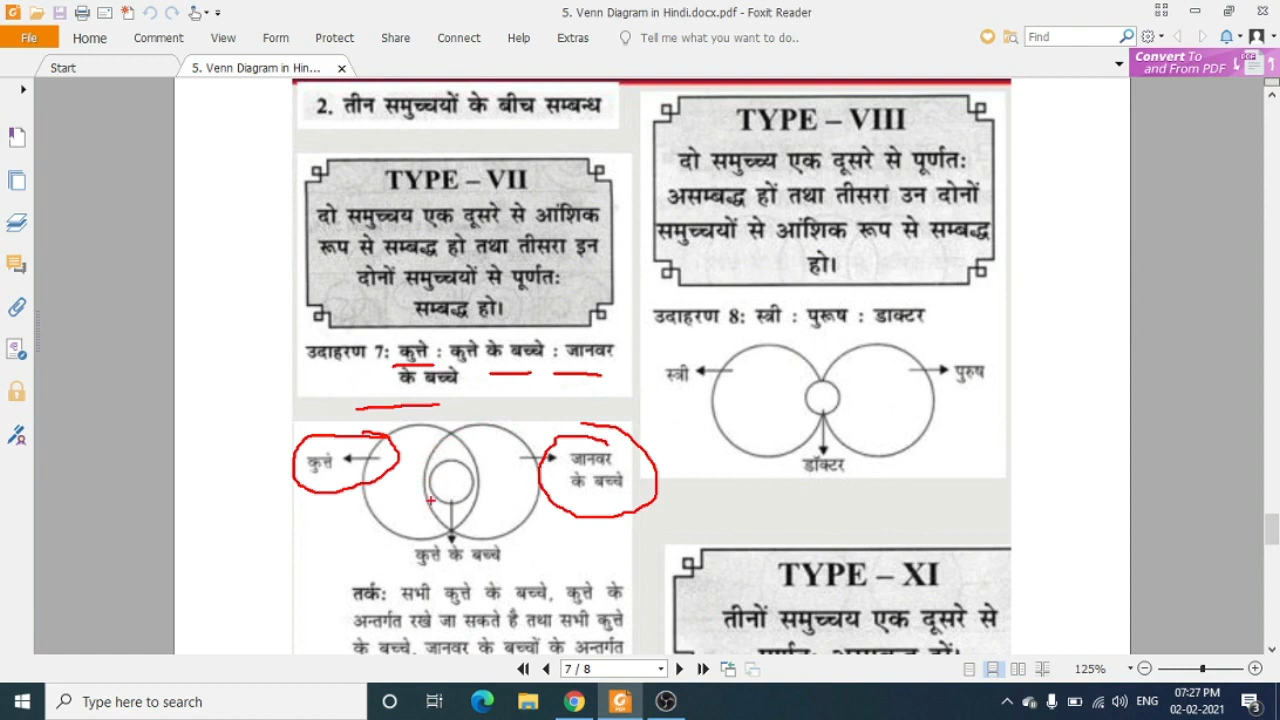 5. Venn Diagram in Hindi.docx.pdf - Foxit Reader
File Home Comment View Form Protect Share Connect Help Extras Tell me what you want to do.. Find
Start 5. Venn Diagram in Hin... Convert To
and From PDF
2. तीन समुच्चयों के बीच सम्बन्ध
TYPE – VII
दो समुच्चय एक दूसरे से आंशिक
रूप से सम्बद्ध हो तथा तीसरा इन
दोनों समुच्चयों से पूर्णतः
सम्बद्ध हो।
उदाहरण 7: कुत्ते : कुत्ते के बच्चे : जानवर
के बच्चे
कुत्ते
जानवर
के बच्चे
कुत्ते के बच्चे
तर्क: सभी कुत्ते के बच्चे, कुत्ते के
अन्तर्गत रखे जा सकते है तथा सभी कुत्ते
के बच्चे, जानवर के बच्चों के अन्तर्गत
TYPE – VIII
दो समुच्च्य एक दूसरे से पूर्णतः
असम्बद्ध हों तथा तीसरा उन दोनों
समुच्चयों से आंशिक रूप से सम्बद्ध
हो।
उदाहरण 8: स्त्री : पुरूष : डाक्टर
स्त्री
पुरुष
डॉक्टर
TYPE – XI
तीनों समुच्चय एक दूसरे से
7 / 8 125%
Type here to search ENG 07:27 PM
02-02-2021 3